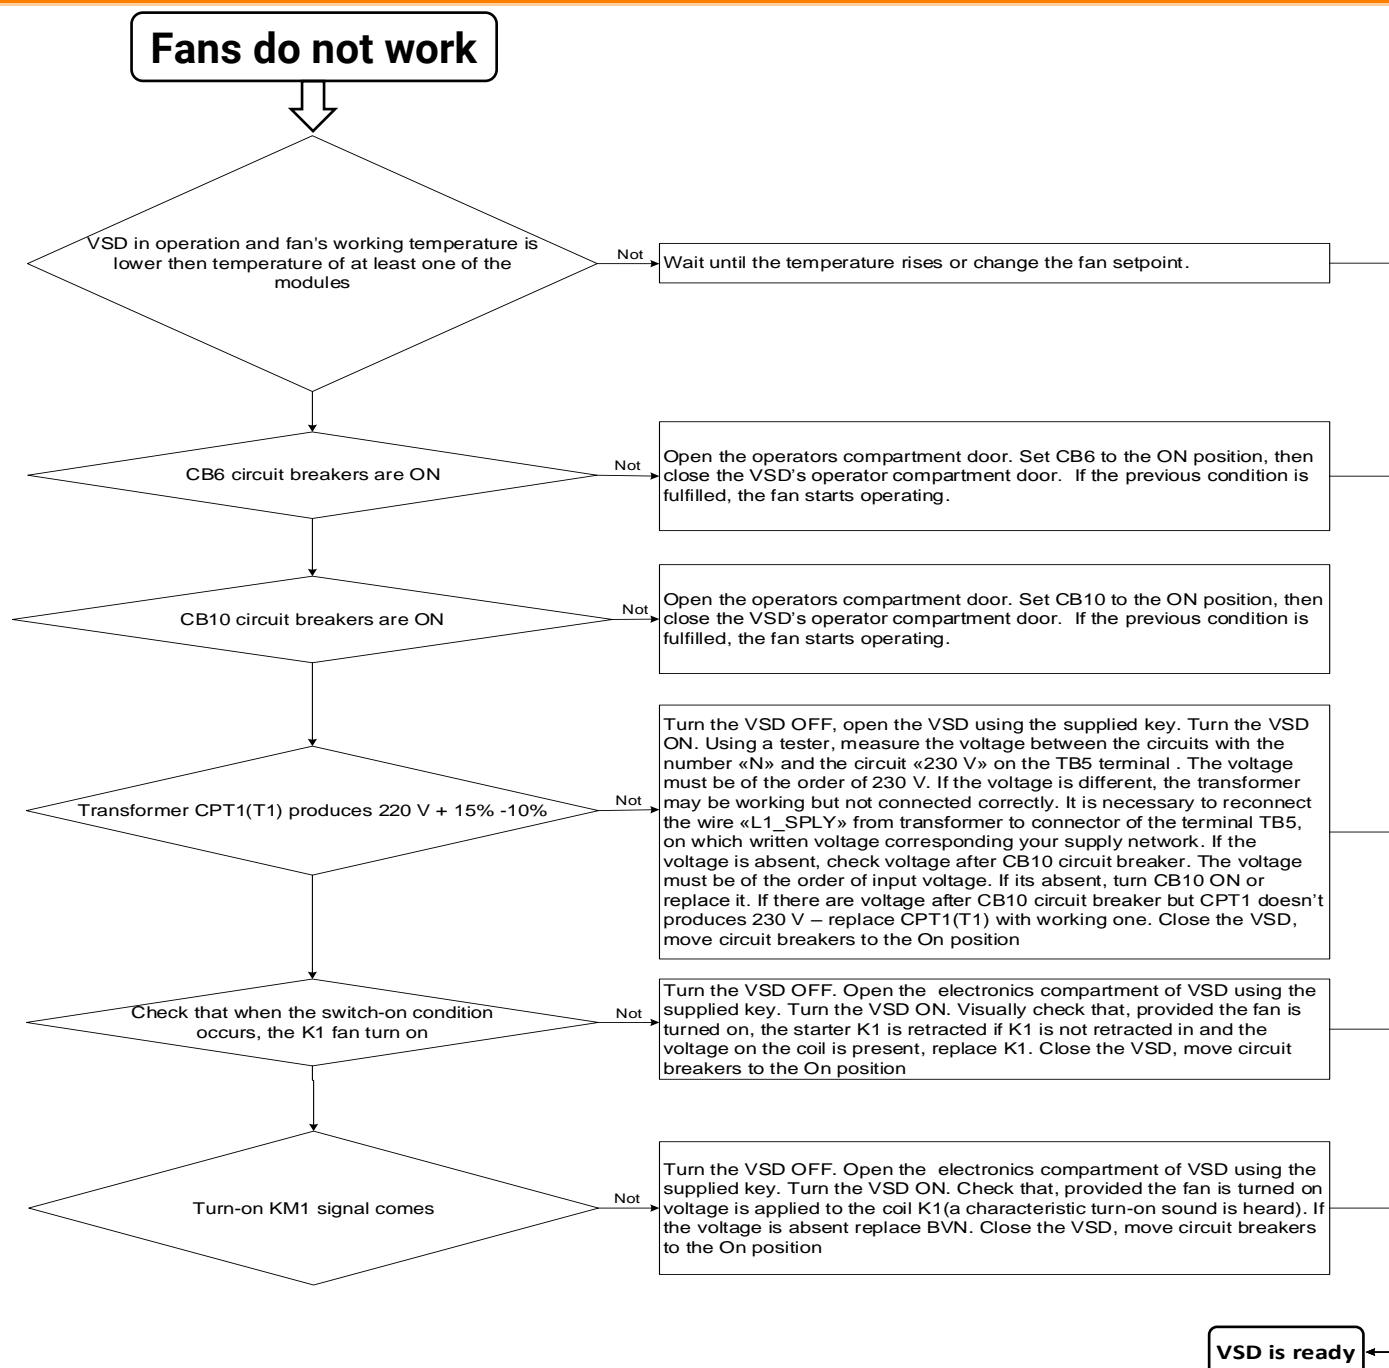 Fans do not work
VSD in operation and fan's working temperature is
lower then temperature of at least one of the
modules
Not
Wait until the temperature rises or change the fan setpoint.
CB6 circuit breakers are ON
Not
Open the operators compartment door. Set CB6 to the ON position, then
close the VSD's operator compartment door. If the previous condition is
fulfilled, the fan starts operating.
CB10 circuit breakers are ON
Not
Open the operators compartment door. Set CB10 to the ON position, then
close the VSD's operator compartment door. If the previous condition is
fulfilled, the fan starts operating.
Transformer CPT1(T1) produces 220 V + 15% -10%
Not
Turn the VSD OFF, open the VSD using the supplied key. Turn the VSD
ON. Using a tester, measure the voltage between the circuits with the
number «N» and the circuit «230 V» on the TB5 terminal . The voltage
must be of the order of 230 V. If the voltage is different, the transformer
may be working but not connected correctly. It is necessary to reconnect
the wire «L1_SPLY» from transformer to connector of the terminal TB5,
on which written voltage corresponding your supply network. If the
voltage is absent, check voltage after CB10 circuit breaker. The voltage
must be of the order of input voltage. If its absent, turn CB10 ON or
replace it. If there are voltage after CB10 circuit breaker but CPT1 doesn't
produces 230 V – replace CPT1(T1) with working one. Close the VSD,
move circuit breakers to the On position
Check that when the switch-on condition
occurs, the K1 fan turn on
Not
Turn the VSD OFF. Open the electronics compartment of VSD using the
supplied key. Turn the VSD ON. Visually check that, provided the fan is
turned on, the starter K1 is retracted if K1 is not retracted in and the
voltage on the coil is present, replace K1. Close the VSD, move circuit
breakers to the On position
Turn-on KM1 signal comes
Not
Turn the VSD OFF. Open the electronics compartment of VSD using the
supplied key. Turn the VSD ON. Check that, provided the fan is turned on
voltage is applied to the coil K1(a characteristic turn-on sound is heard). If
the voltage is absent replace BVN. Close the VSD, move circuit breakers
to the On position
VSD is ready